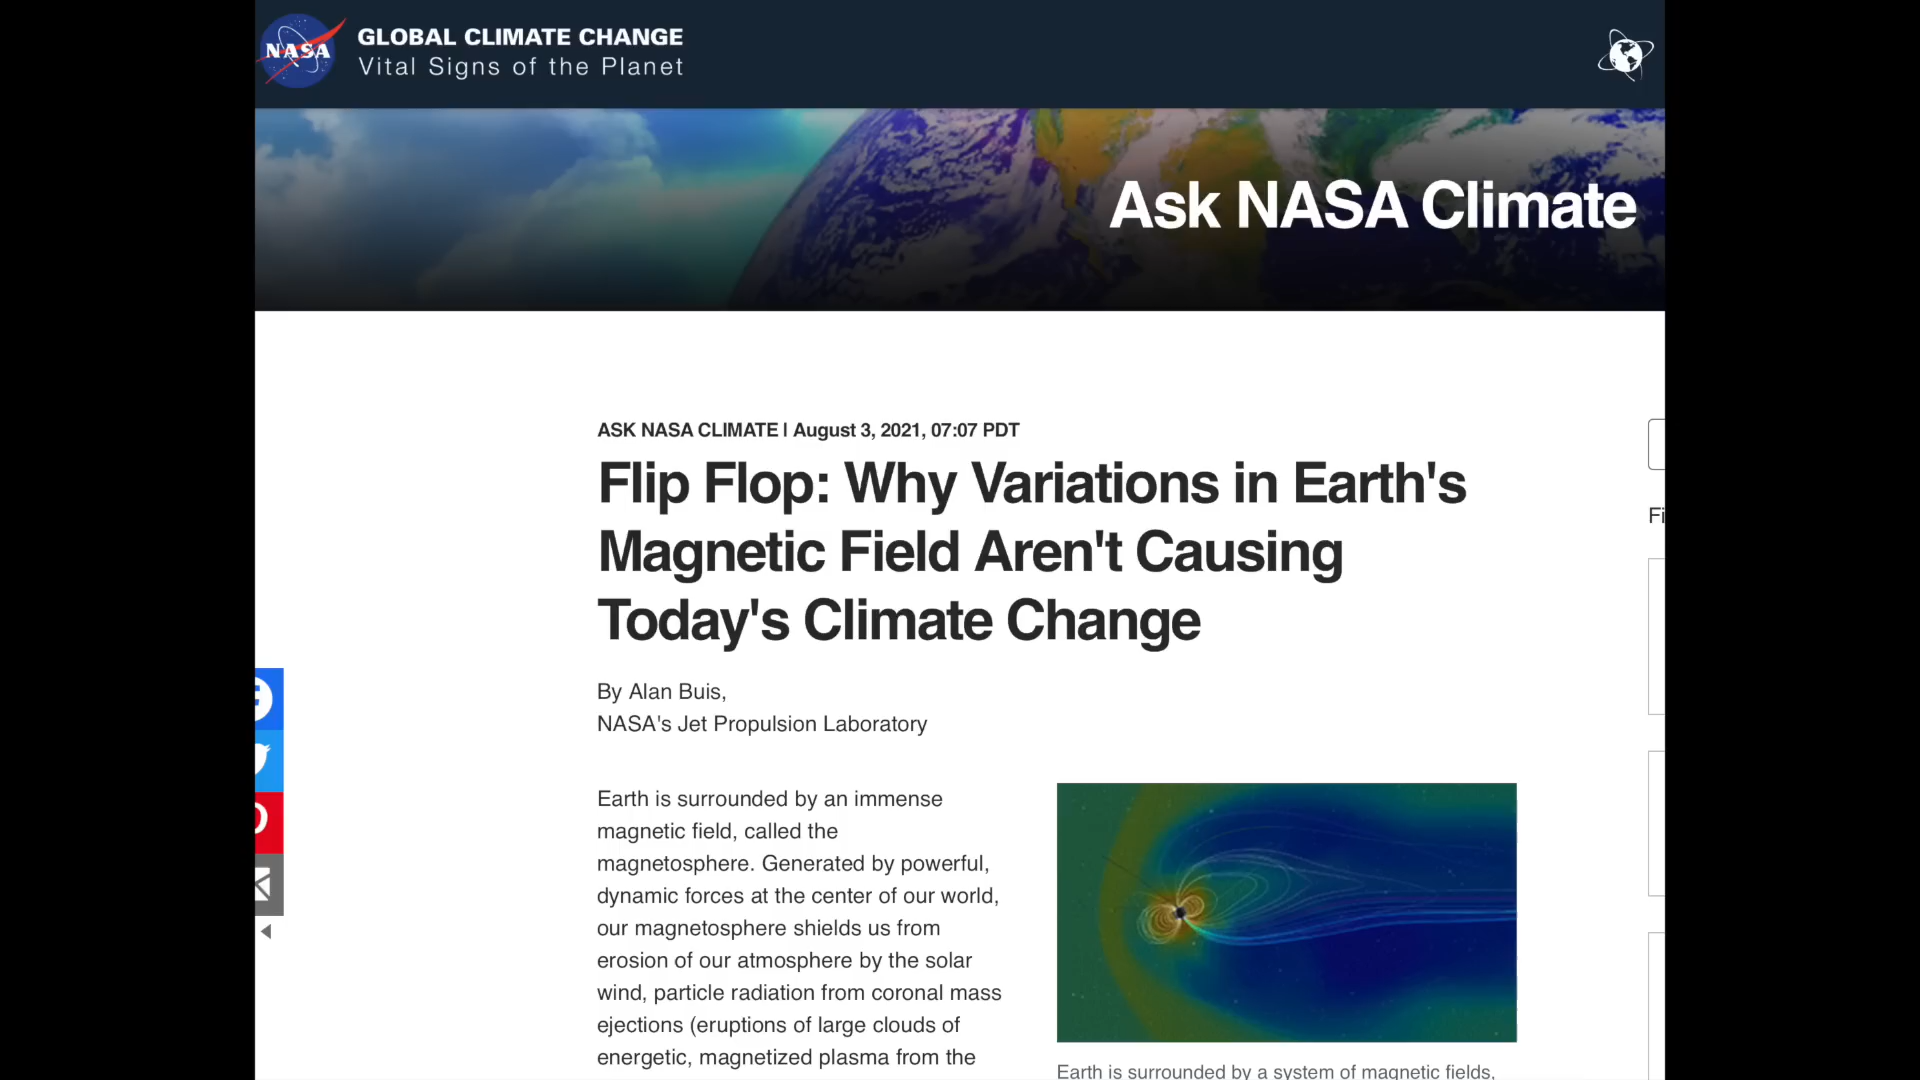 NASA
GLOBAL CLIMATE CHANGE
Vital Signs of the Planet
Ask NASA Climate
ASK NASA CLIMATE | August 3, 2021, 07:07 PDT
Flip Flop: Why Variations in Earth's
Magnetic Field Aren't Causing
Today's Climate Change
By Alan Buis,
NASA's Jet Propulsion Laboratory
Earth is surrounded by an immense
magnetic field, called the
magnetosphere. Generated by powerful,
dynamic forces at the center of our world,
our magnetosphere shields us from
erosion of our atmosphere by the solar
wind, particle radiation from coronal mass
ejections (eruptions of large clouds of
energetic, magnetized plasma from the
Earth is surrounded by a system of magnetic fields,